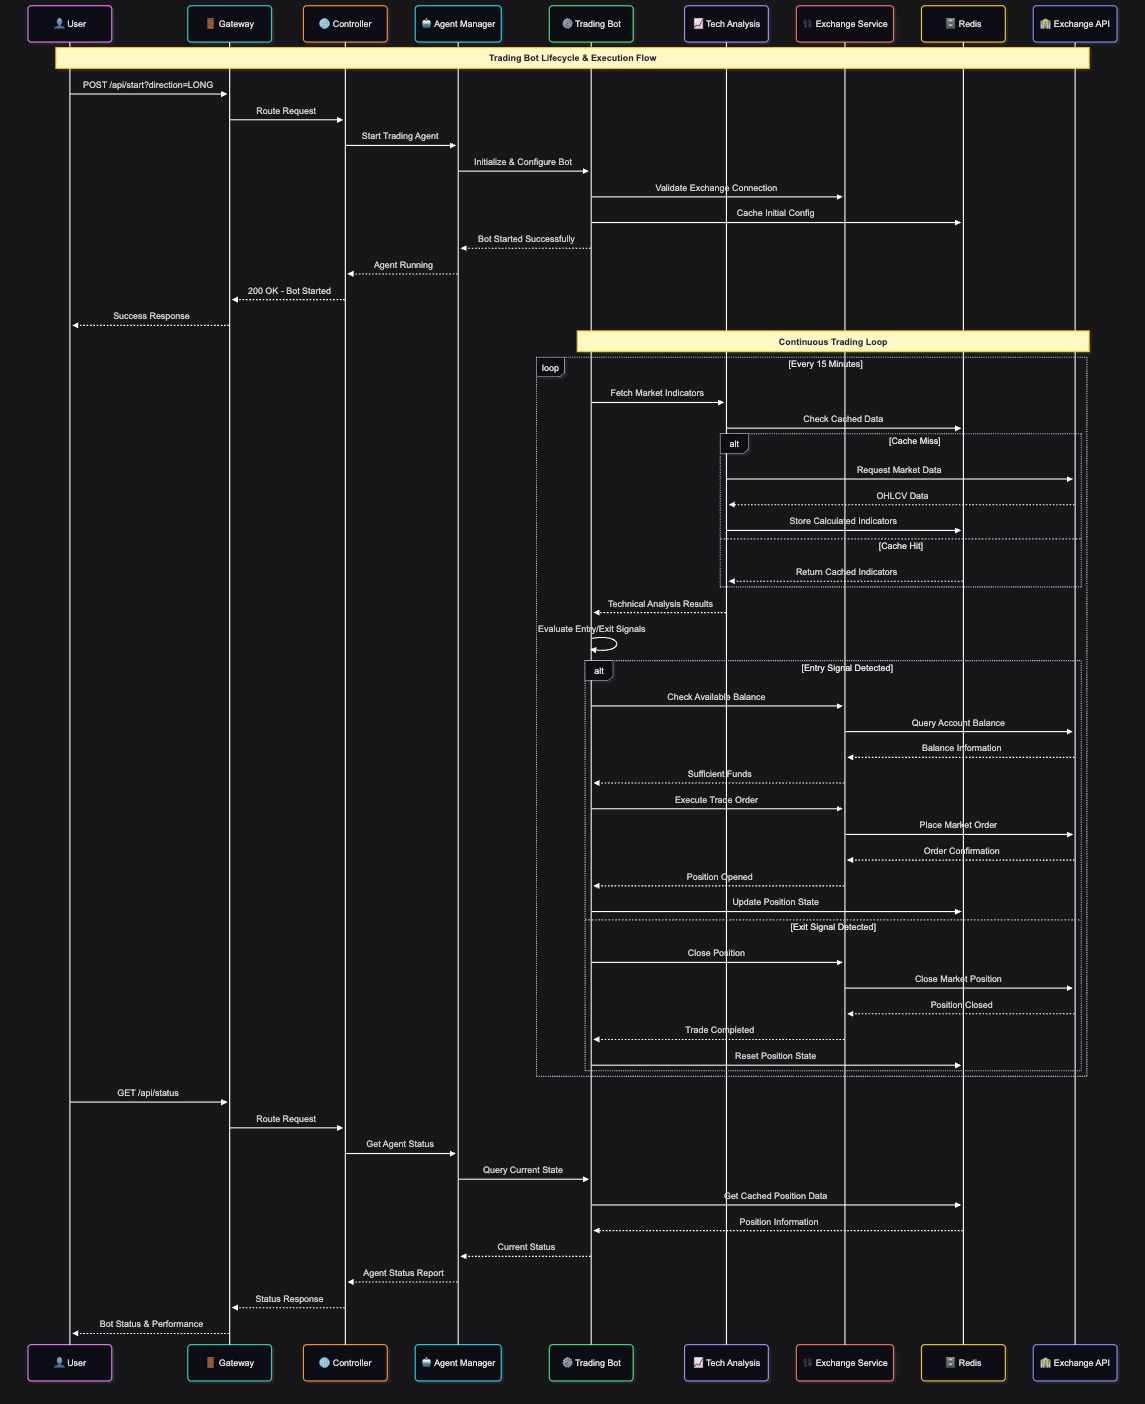 User
Gateway
Controller
Agent Manager
Trading Bot
Tech Analysis
Exchange Service
Redis
Exchange API
Trading Bot Lifecycle & Execution Flow
POST /api/start?direction=LONG
Route Request
Start Trading Agent
Initialize & Configure Bot
Validate Exchange Connection
Cache Initial Config
Bot Started Successfully
Agent Running
200 OK - Bot Started
Success Response
Continuous Trading Loop
loop
[Every 15 Minutes]
Fetch Market Indicators
Check Cached Data
alt
[Cache Miss]
Request Market Data
OHLCV Data
Store Calculated Indicators
[Cache Hit]
Return Cached Indicators
Technical Analysis Results
Evaluate Entry/Exit Signals
alt
[Entry Signal Detected]
Check Available Balance
Query Account Balance
Balance Information
Sufficient Funds
Execute Trade Order
Place Market Order
Order Confirmation
Position Opened
Update Position State
[Exit Signal Detected]
Close Position
Close Market Position
Position Closed
Trade Completed
Reset Position State
GET /api/status
Route Request
Get Agent Status
Query Current State
Get Cached Position Data
Position Information
Current Status
Agent Status Report
Status Response
Bot Status & Performance
User
Gateway
Controller
Agent Manager
Trading Bot
Tech Analysis
Exchange Service
Redis
Exchange API